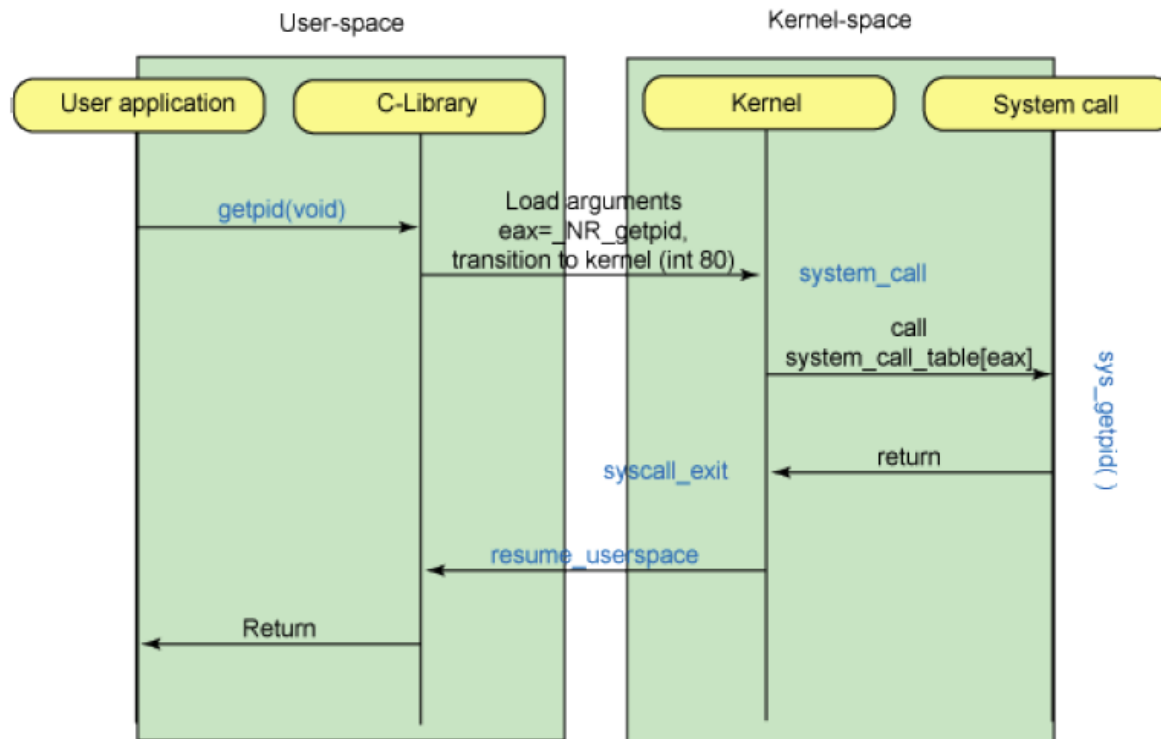 User-space
Kernel-space
User application
C-Library
Kernel
System call
getpid(void)
Load arguments
eax=_NR_getpid,
transition to kernel (int 80)
system_call
call
system_call_table[eax]
sys_getpid( )
return
syscall_exit
resume_userspace
Return